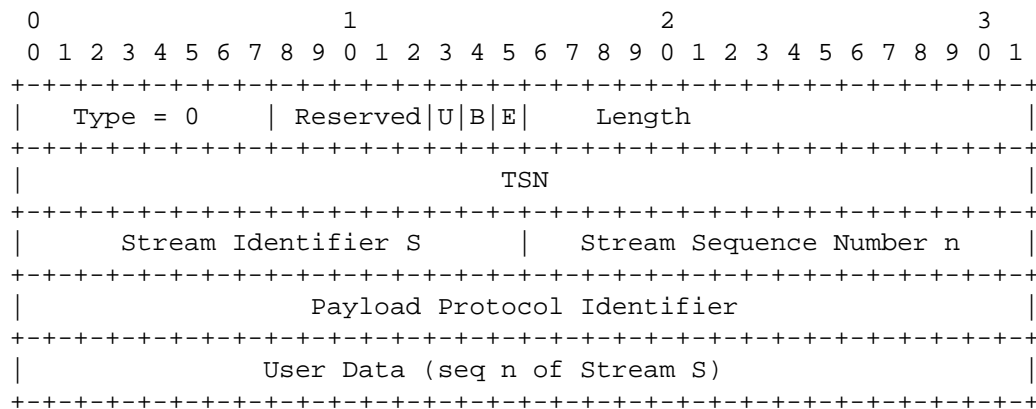 0                   1                   2                   3
 0 1 2 3 4 5 6 7 8 9 0 1 2 3 4 5 6 7 8 9 0 1 2 3 4 5 6 7 8 9 0 1
+-+-+-+-+-+-+-+-+-+-+-+-+-+-+-+-+-+-+-+-+-+-+-+-+-+-+-+-+-+-+-+-+
|   Type = 0    | Reserved|U|B|E|    Length                     |
+-+-+-+-+-+-+-+-+-+-+-+-+-+-+-+-+-+-+-+-+-+-+-+-+-+-+-+-+-+-+-+-+
|                              TSN                              |
+-+-+-+-+-+-+-+-+-+-+-+-+-+-+-+-+-+-+-+-+-+-+-+-+-+-+-+-+-+-+-+-+
|      Stream Identifier S      |   Stream Sequence Number n    |
+-+-+-+-+-+-+-+-+-+-+-+-+-+-+-+-+-+-+-+-+-+-+-+-+-+-+-+-+-+-+-+-+
|                  Payload Protocol Identifier                  |
+-+-+-+-+-+-+-+-+-+-+-+-+-+-+-+-+-+-+-+-+-+-+-+-+-+-+-+-+-+-+-+-+
|               User Data (seq n of Stream S)                   |
+-+-+-+-+-+-+-+-+-+-+-+-+-+-+-+-+-+-+-+-+-+-+-+-+-+-+-+-+-+-+-+-+